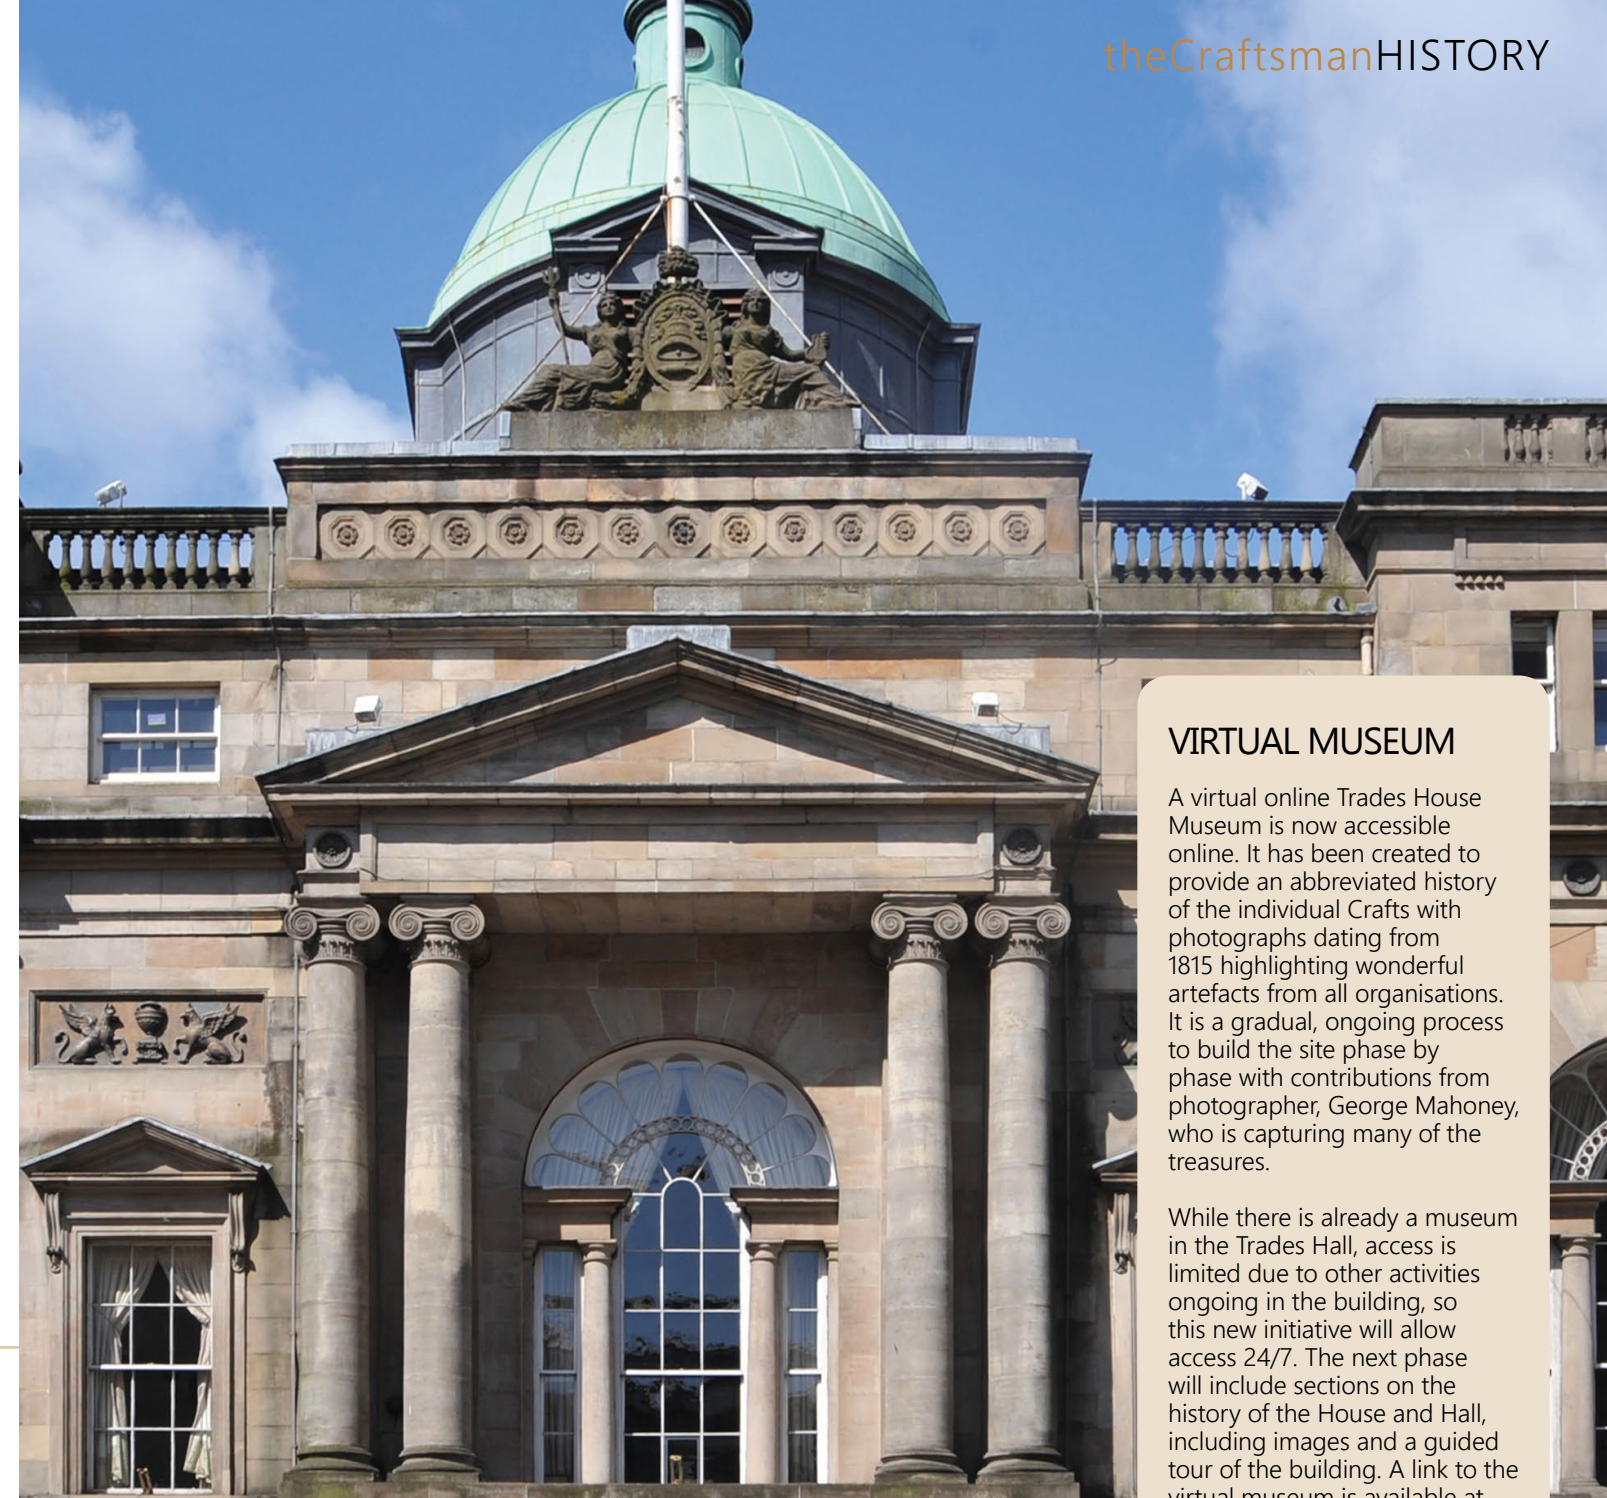 theCraftsmanHISTORY
VIRTUAL MUSEUM
A virtual online Trades House
Museum is now accessible
online. It has been created to
provide an abbreviated history
of the individual Crafts with
photographs dating from
1815 highlighting wonderful
artefacts from all organisations.
It is a gradual, ongoing process
to build the site phase by
phase with contributions from
photographer, George Mahoney,
who is capturing many of the
treasures.
While there is already a museum
in the Trades Hall, access is
limited due to other activities
ongoing in the building, so
this new initiative will allow
access 24/7. The next phase
will include sections on the
history of the House and Hall,
including images and a guided
tour of the building. A link to the
virtual museum is available at